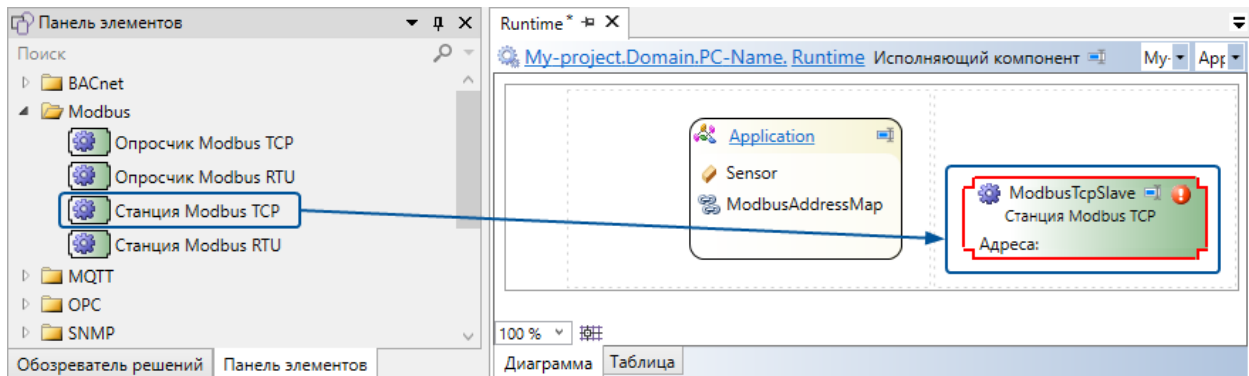 Панель элементов
Поиск
BACnet
Modbus
Опросчик Modbus TCP
Опросчик Modbus RTU
Станция Modbus TCP
Станция Modbus RTU
MQTT
OPC
SNMP
Обозреватель решений Панель элементов
Runtime*
My-project.Domain.PC-Name. Runtime Исполняющий компонент My- App
Application
Sensor
ModbusAddressMap
ModbusTcpSlave
Станция Modbus TCP
Адреса:
100 %
Диаграмма Таблица